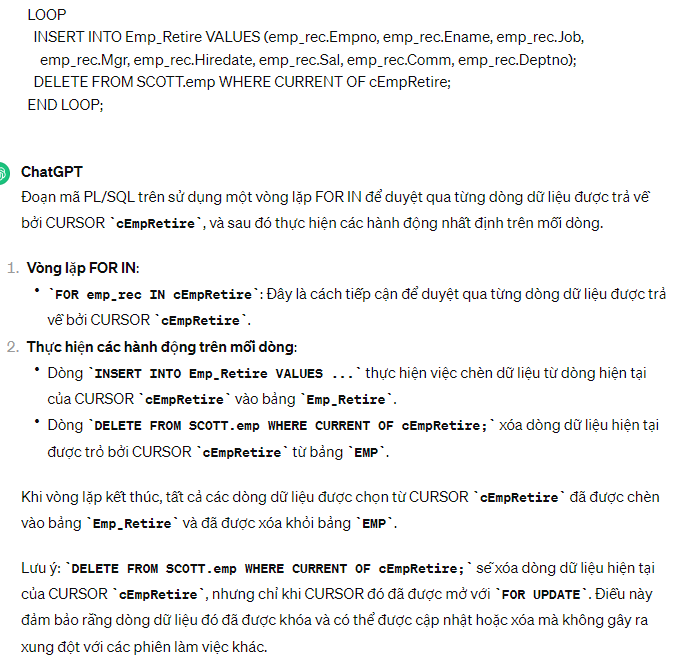 LOOP
INSERT INTO Emp_Retire VALUES (emp_rec.Empno, emp_rec.Ename, emp_rec.Job,
emp_rec.Mgr, emp_rec.Hiredate, emp_rec.Sal, emp_rec.Comm, emp_rec.Deptno);
DELETE FROM SCOTT.emp WHERE CURRENT OF cEmpRetire;
END LOOP;
ChatGPT
Đoạn mã PL/SQL trên sử dụng một vòng lặp FOR IN để duyệt qua từng dòng dữ liệu được trả về
bởi CURSOR `cEmpRetire`, và sau đó thực hiện các hành động nhất định trên mỗi dòng.
1. Vòng lặp FOR IN:
• `FOR emp_rec IN cEmpRetire`: Đây là cách tiếp cận để duyệt qua từng dòng dữ liệu được trả
về bởi CURSOR `cEmpRetire`.
2. Thực hiện các hành động trên mỗi dòng:
• Dòng `INSERT INTO Emp_Retire VALUES ...` thực hiện việc chèn dữ liệu từ dòng hiện tại
của CURSOR `cEmpRetire` vào bảng `Emp_Retire`.
• Dòng `DELETE FROM SCOTT.emp WHERE CURRENT OF cEmpRetire;` xóa dòng dữ liệu hiện tại
được trỏ bởi CURSOR `cEmpRetire` từ bảng `EMP`.
Khi vòng lặp kết thúc, tất cả các dòng dữ liệu được chọn từ CURSOR `cEmpRetire` đã được chèn
vào bảng `Emp_Retire` và đã được xóa khỏi bảng `EMP`.
Lưu ý: `DELETE FROM SCOTT.emp WHERE CURRENT OF cEmpRetire;` sẽ xóa dòng dữ liệu hiện tại
của CURSOR `cEmpRetire`, nhưng chỉ khi CURSOR đó đã được mở với `FOR UPDATE`. Điều này
đảm bảo rằng dòng dữ liệu đó đã được khóa và có thể được cập nhật hoặc xóa mà không gây ra
xung đột với các phiên làm việc khác.